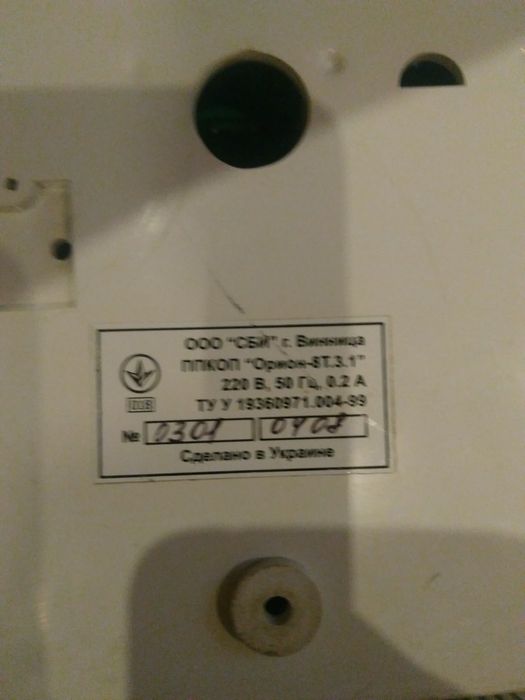 ООО "СБИ" г. Винница
ППКОП "Орион-8Т.3.1"
220 В, 50 Гц, 0.2 А
ТУ У 19360971.004-99
№ 0301 0408
Сделано в Украине